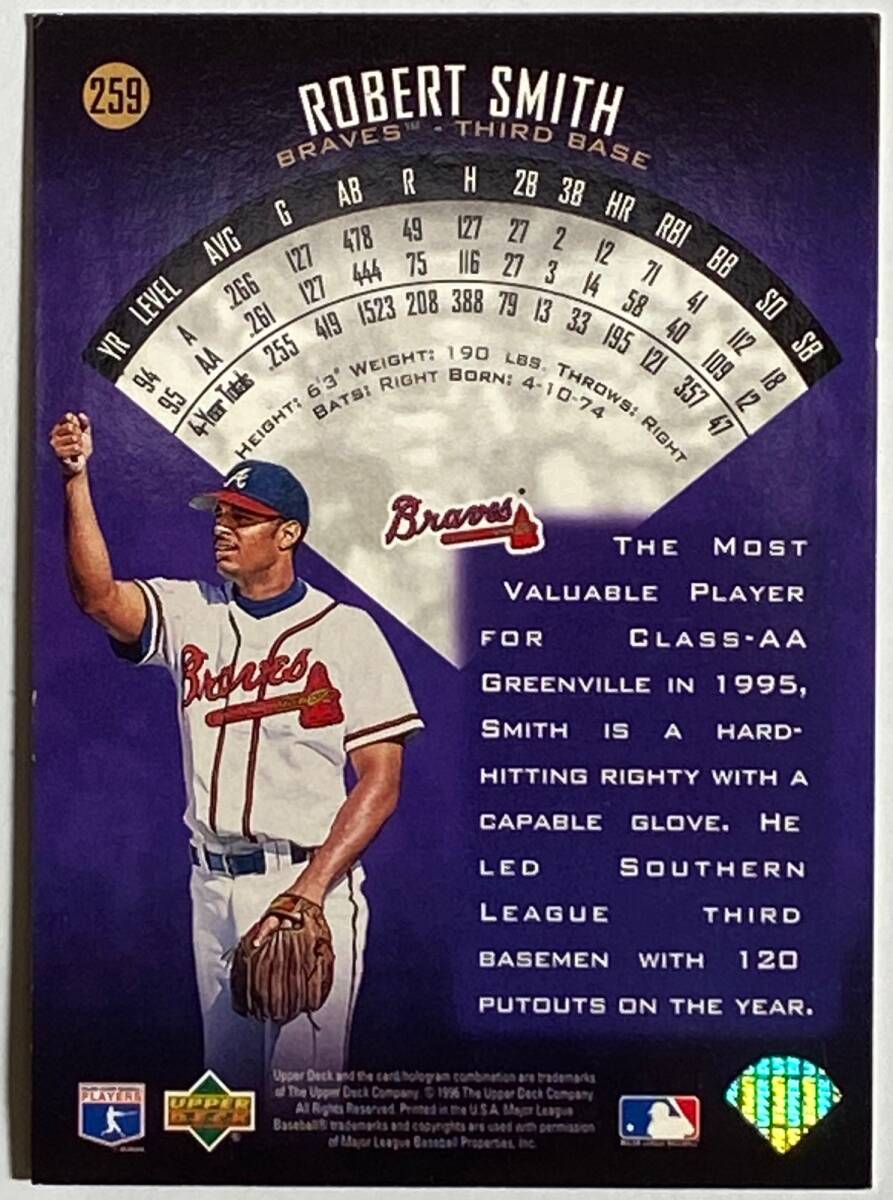 259
ROBERT SMITH
BRAVES™ - THIRD BASE
YR LEVEL AVG G AB R H 2B 3B HR RBI BB SO SB
94 A .266 127 478 49 127 27 2 12 71 41 112 18
95 AA .261 127 444 75 116 27 3 14 58 40 109 12
4-Year Totals .255 419 1523 208 388 79 13 33 195 121 357 47
HEIGHT: 6'3" WEIGHT: 190 LBS. THROWS: RIGHT
BATS: RIGHT BORN: 4-10-74
Braves
Braves
A
THE MOST
VALUABLE PLAYER
FOR CLASS-AA
GREENVILLE IN 1995,
SMITH IS A HARD-
HITTING RIGHTY WITH A
CAPABLE GLOVE. HE
LED SOUTHERN
LEAGUE THIRD
BASEMEN WITH 120
PUTOUTS ON THE YEAR.
PLAYERS
UPPER
DECK
Upper Deck and the card/hologram combination are trademarks
of The Upper Deck Company. © 1996 The Upper Deck Company
All Rights Reserved. Printed in the U.S.A. Major League
Baseball® trademarks and copyrights are used with permission
of Major League Baseball Properties, Inc.